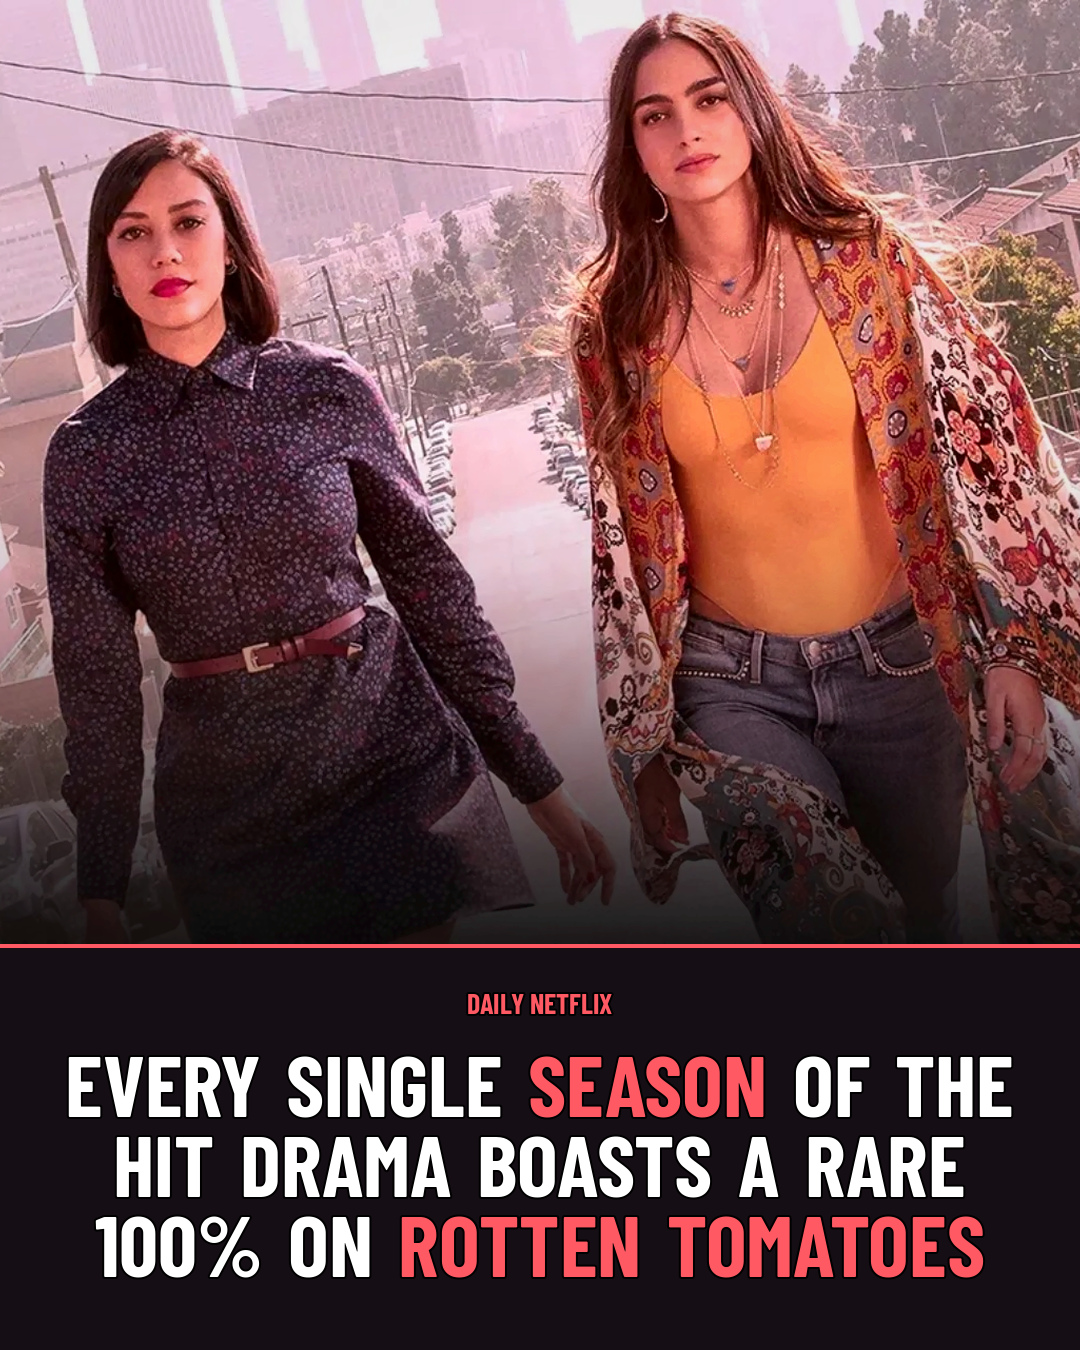 DAILY NETFLIX
EVERY SINGLE SEASON OF THE
HIT DRAMA BOASTS A RARE
100% ON ROTTEN TOMATOES